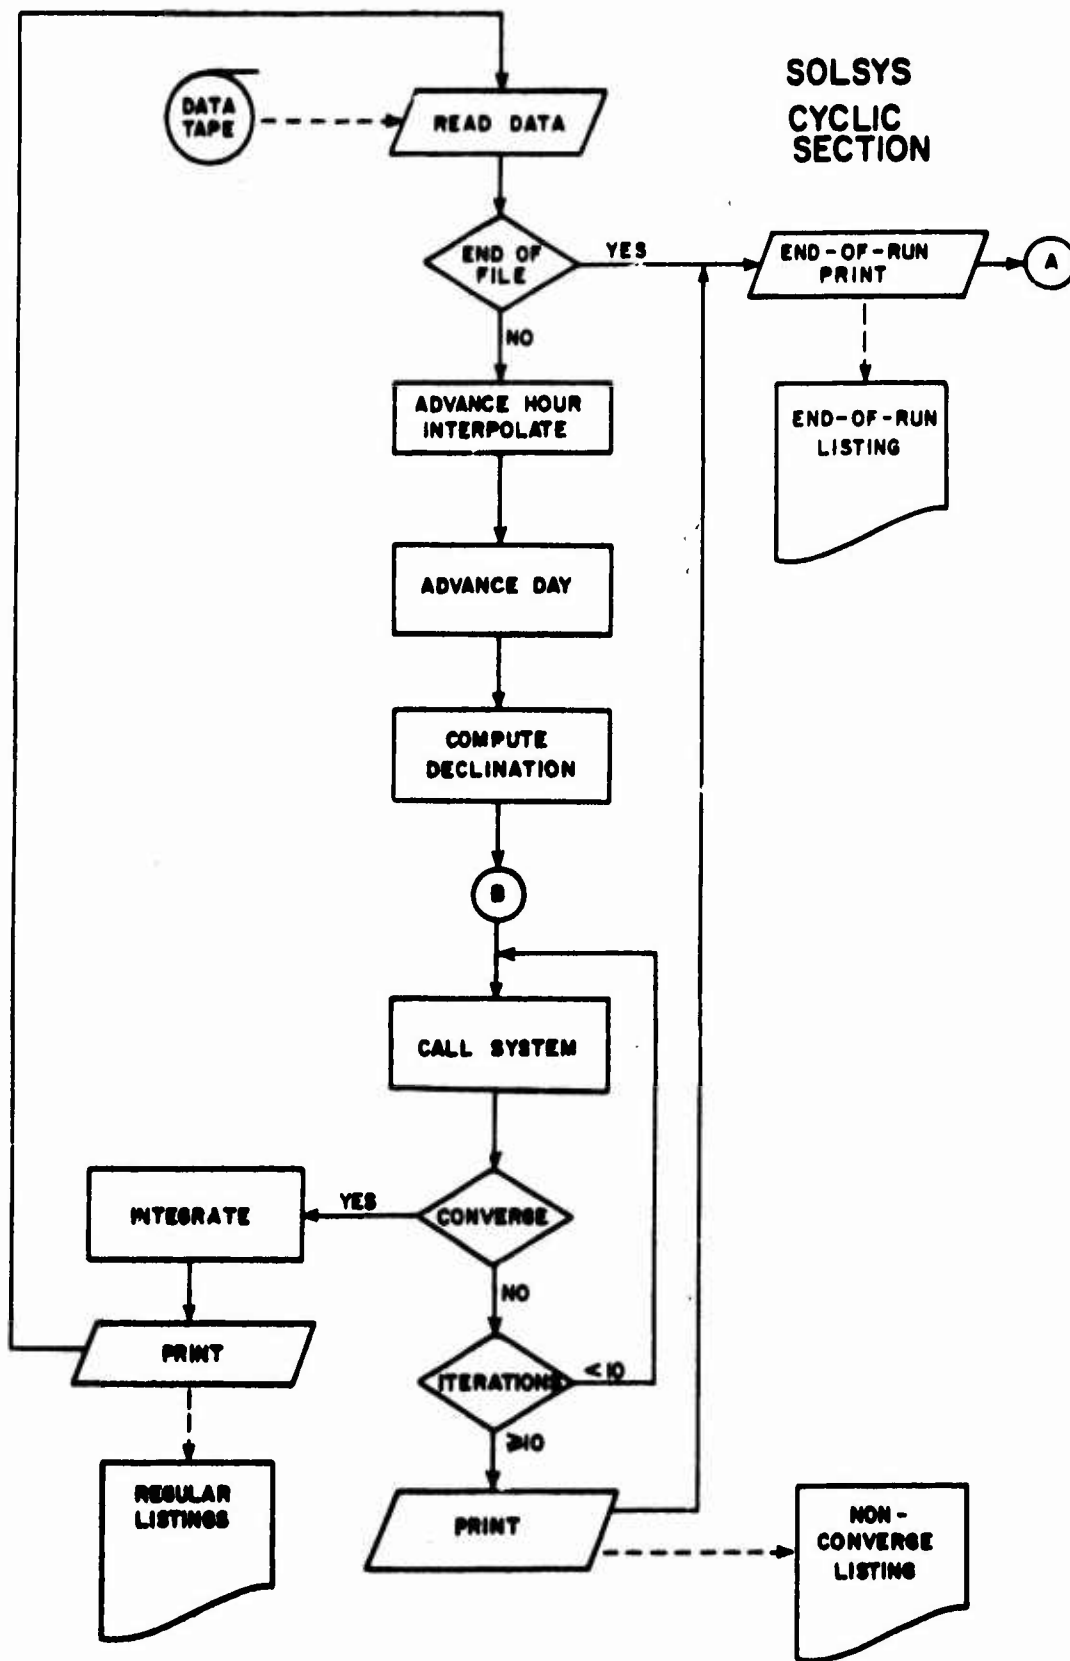 SOLSYS
CYCLIC
SECTION
DATA
TAPE
READ DATA
END OF
FILE
YES
END-OF-RUN
PRINT
A
NO
END-OF-RUN
LISTING
ADVANCE HOUR
INTERPOLATE
ADVANCE DAY
COMPUTE
DECLINATION
B
CALL SYSTEM
CONVERGE
YES
INTEGRATE
NO
PRINT
ITERATIONS
<10
≥10
REGULAR
LISTINGS
PRINT
NON-
CONVERGE
LISTING